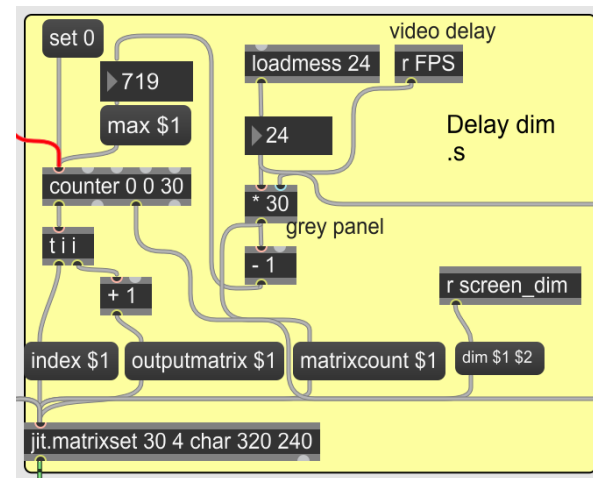 set 0
video delay
719
loadmess 24
r FPS
max $1
24
Delay dim
.s
counter 0 0 30
* 30
grey panel
t i i
- 1
+ 1
r screen_dim
index $1
outputmatrix $1
matrixcount $1
dim $1 $2
jit.matrixset 30 4 char 320 240